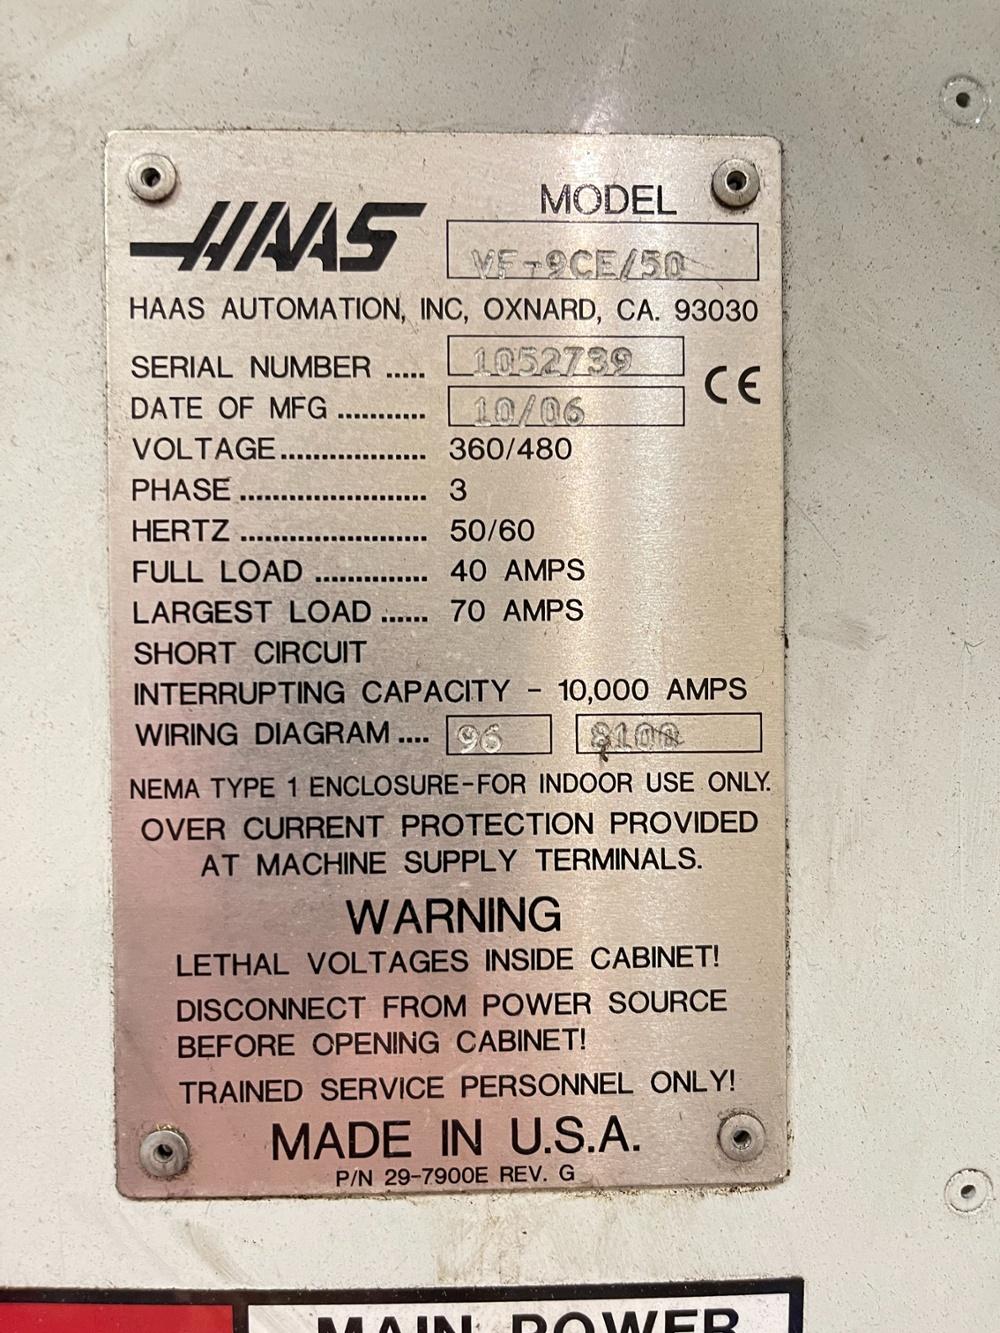 HAAS
MODEL
VF-9CE/50
HAAS AUTOMATION, INC, OXNARD, CA. 93030
SERIAL NUMBER ..... 1052739
CE
DATE OF MFG ........... 10/06
VOLTAGE.................. 360/480
PHASE ....................... 3
HERTZ ....................... 50/60
FULL LOAD .............. 40 AMPS
LARGEST LOAD ...... 70 AMPS
SHORT CIRCUIT
INTERRUPTING CAPACITY - 10,000 AMPS
WIRING DIAGRAM .... 96
NEMA TYPE 1 ENCLOSURE-FOR INDOOR USE ONLY.
OVER CURRENT PROTECTION PROVIDED
AT MACHINE SUPPLY TERMINALS.
WARNING
LETHAL VOLTAGES INSIDE CABINET!
DISCONNECT FROM POWER SOURCE
BEFORE OPENING CABINET!
TRAINED SERVICE PERSONNEL ONLY!
MADE IN U.S.A.
P/N 29-7900E REV. G
MAIN POWER